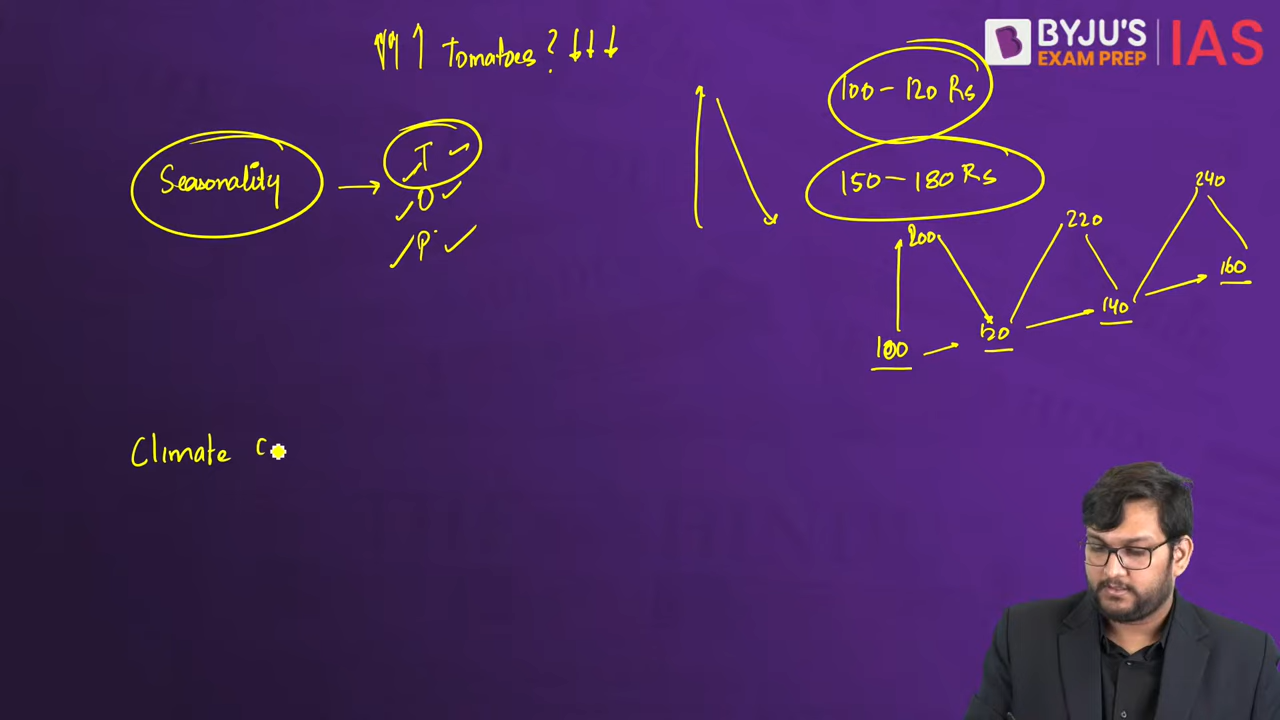 ↑↑↑ Tomatoes? ↓↓↓
BYJU'S
EXAM PREP
IAS
100 – 120 Rs
Seasonality → T
O
P
150 – 180 Rs
240
220
200
160
140
120
100
Climate C